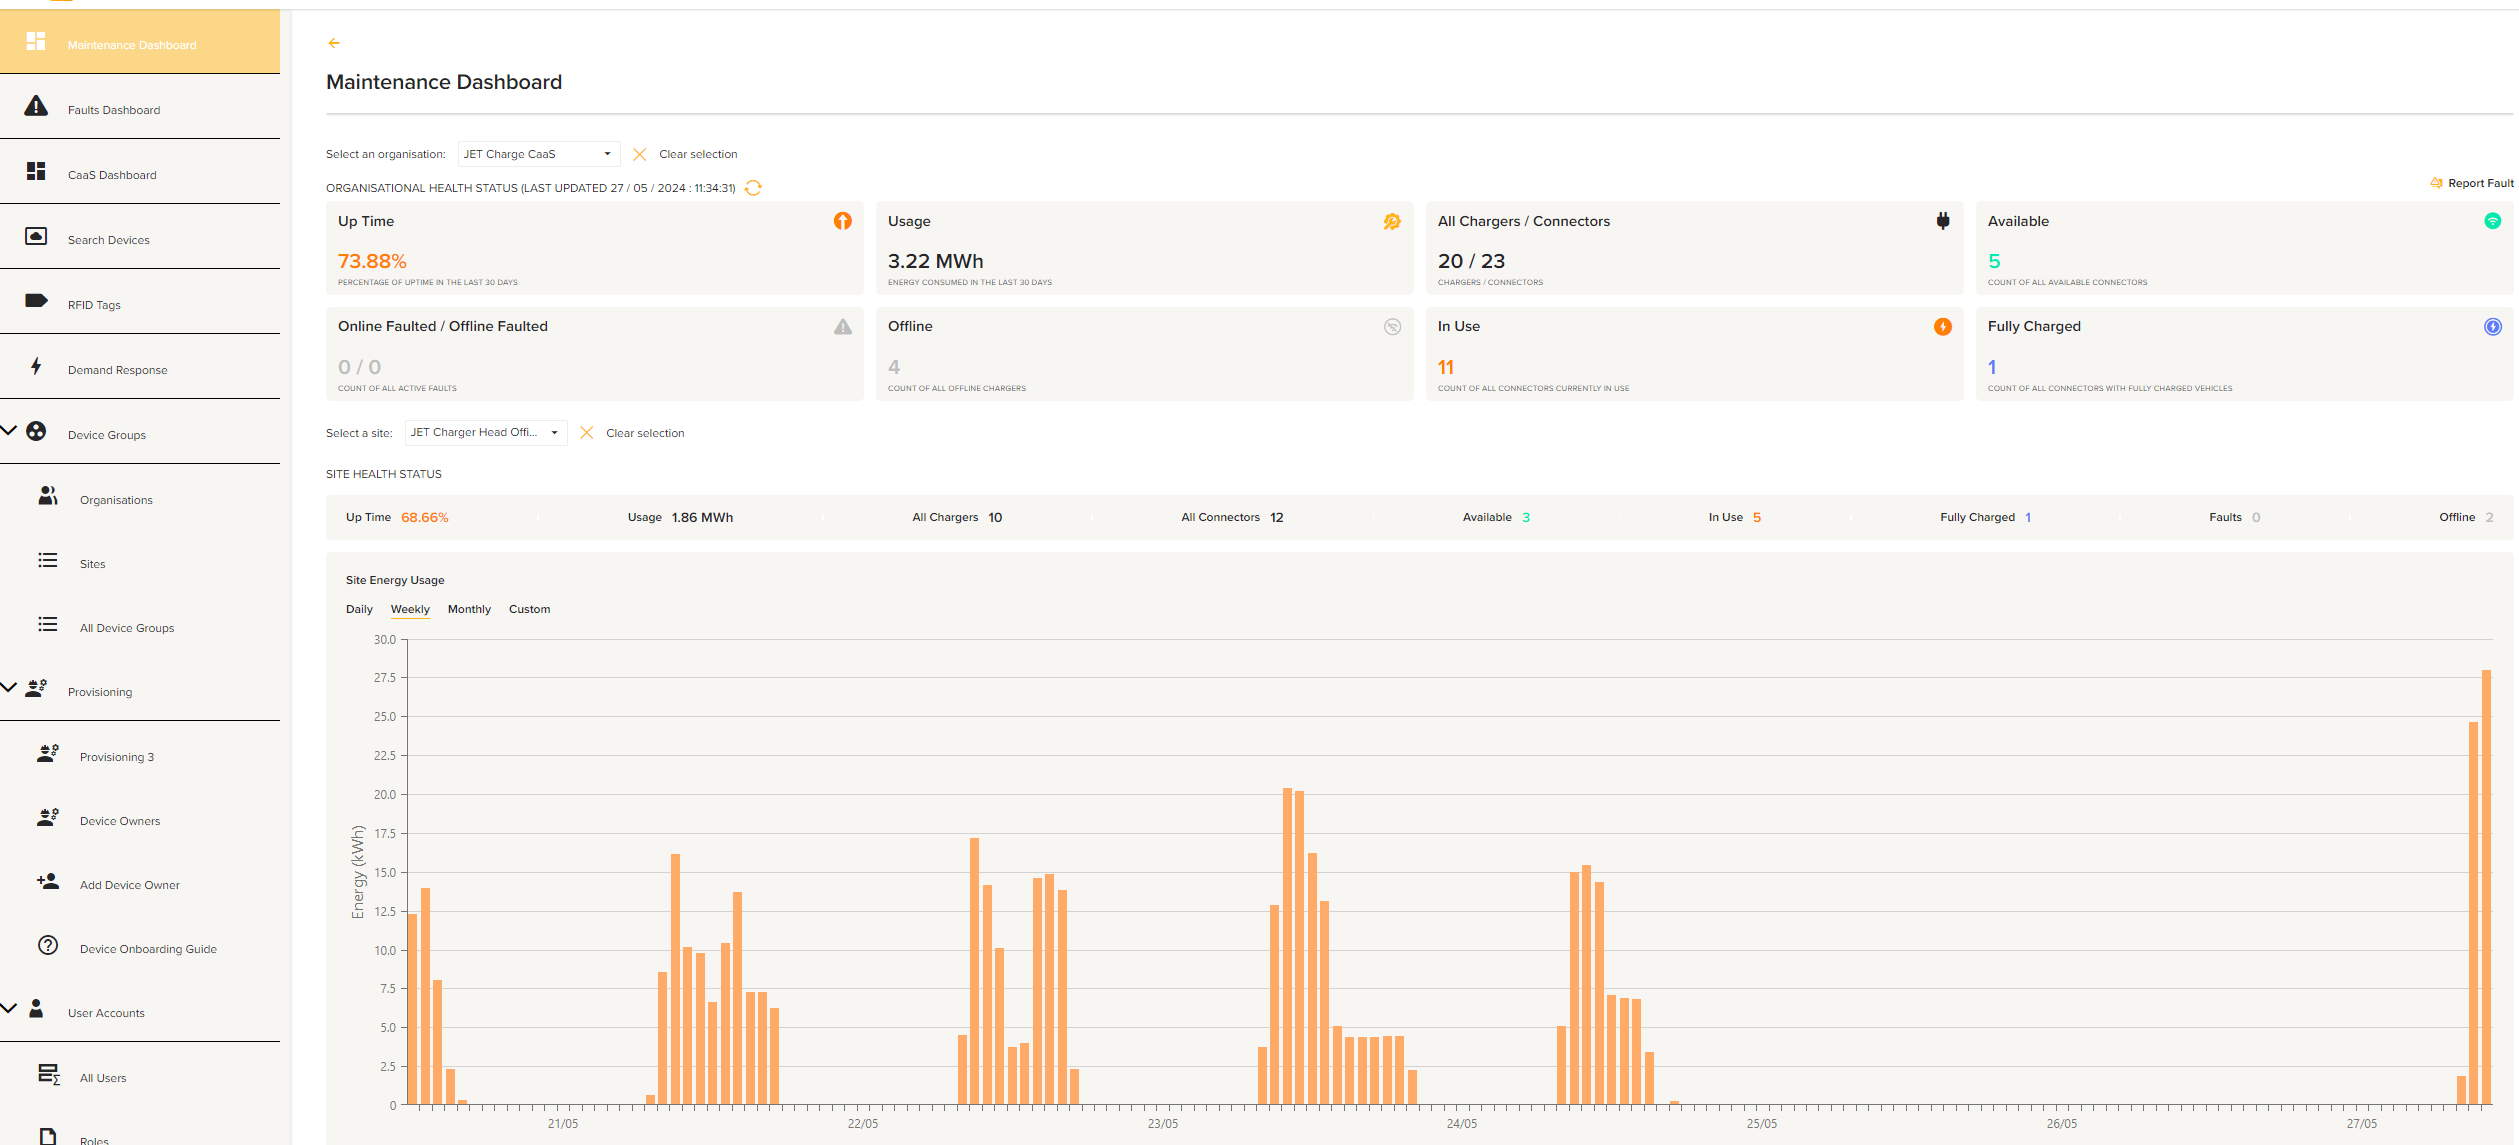 Maintenance Dashboard
Faults Dashboard
CaaS Dashboard
Search Devices
RFID Tags
Demand Response
Device Groups
Organisations
Sites
All Device Groups
Provisioning
Provisioning 3
Device Owners
Add Device Owner
Device Onboarding Guide
User Accounts
All Users
Roles
Maintenance Dashboard
Select an organisation: JET Charge CaaS Clear selection
ORGANISATIONAL HEALTH STATUS (LAST UPDATED 27 / 05 / 2024 : 11:34:31)
Report Fault
Up Time
73.88%
PERCENTAGE OF UPTIME IN THE LAST 30 DAYS
Usage
3.22 MWh
ENERGY CONSUMED IN THE LAST 30 DAYS
All Chargers / Connectors
20 / 23
CHARGERS / CONNECTORS
Available
5
COUNT OF ALL AVAILABLE CONNECTORS
Online Faulted / Offline Faulted
0 / 0
COUNT OF ALL ACTIVE FAULTS
Offline
4
COUNT OF ALL OFFLINE CHARGERS
In Use
11
COUNT OF ALL CONNECTORS CURRENTLY IN USE
Fully Charged
1
COUNT OF ALL CONNECTORS WITH FULLY CHARGED VEHICLES
Select a site: JET Charger Head Offi... Clear selection
SITE HEALTH STATUS
Up Time 68.66% Usage 1.86 MWh All Chargers 10 All Connectors 12 Available 3 In Use 5 Fully Charged 1 Faults 0 Offline 2
Site Energy Usage
Daily Weekly Monthly Custom
Energy (kWh)
30.0
27.5
25.0
22.5
20.0
17.5
15.0
12.5
10.0
7.5
5.0
2.5
0
21/05 22/05 23/05 24/05 25/05 26/05 27/05